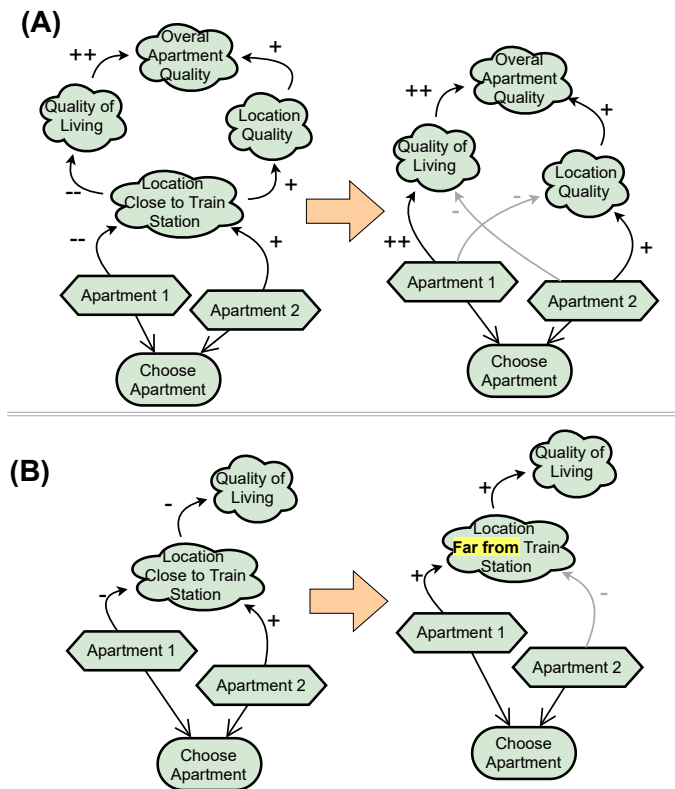 (A)
Overal
Apartment
Quality
++
+
Quality of
Living
Location
Quality
--
Location
Close to Train
Station
+
--
+
Apartment 1
Apartment 2
Choose
Apartment
Overal
Apartment
Quality
++
+
Quality of
Living
Location
Quality
-
-
++
+
Apartment 1
Apartment 2
Choose
Apartment
(B)
Quality of
Living
-
Location
Close to Train
Station
-
+
Apartment 1
Apartment 2
Choose
Apartment
Quality of
Living
+
Location
Far from Train
Station
+
-
Apartment 1
Apartment 2
Choose
Apartment